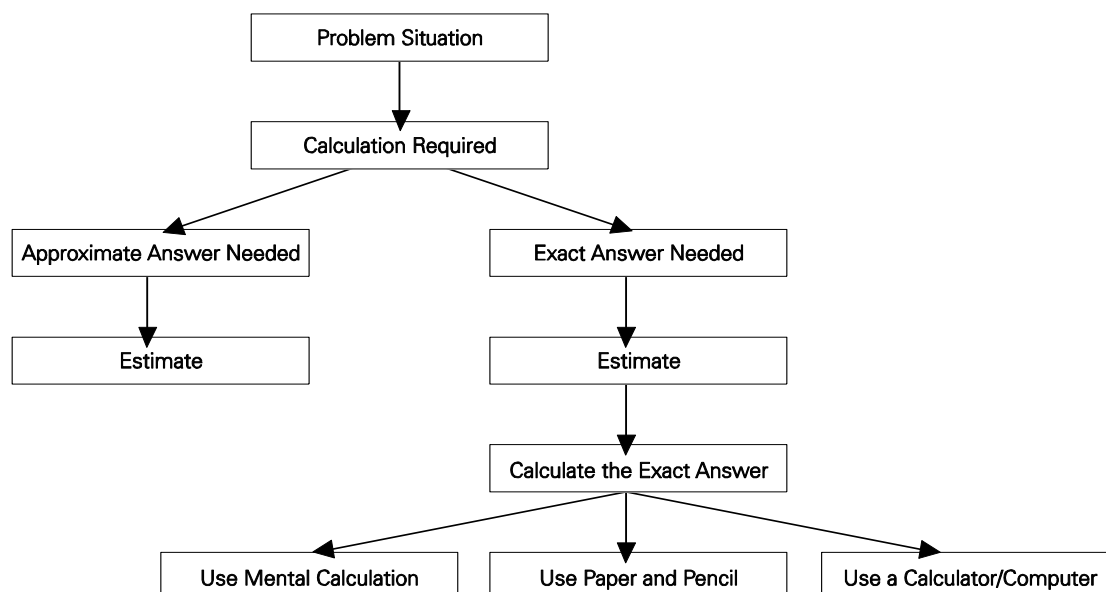 Problem Situation
Calculation Required
Approximate Answer Needed
Exact Answer Needed
Estimate
Estimate
Calculate the Exact Answer
Use Mental Calculation
Use Paper and Pencil
Use a Calculator/Computer